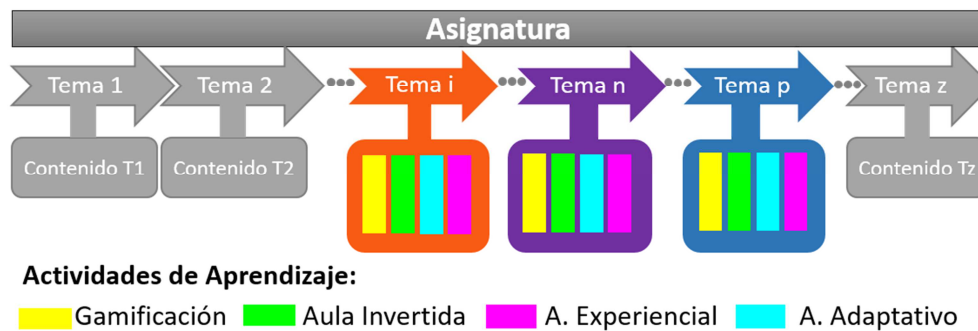 Asignatura
Tema 1
Tema 2
Tema i
Tema n
Tema p
Tema z
Contenido T1
Contenido T2
Contenido Tz
Actividades de Aprendizaje:
Gamificación
Aula Invertida
A. Experiencial
A. Adaptativo